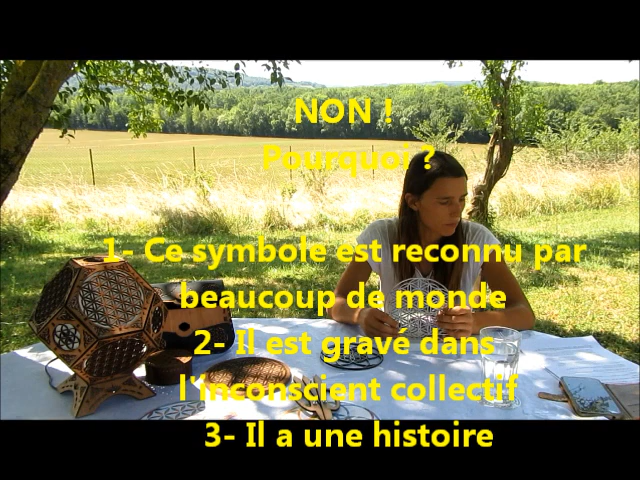 NON !
Pourquoi ?
1- Ce symbole est reconnu par
beaucoup de monde
2- Il est gravé dans
l'inconscient collectif
3- Il a une histoire